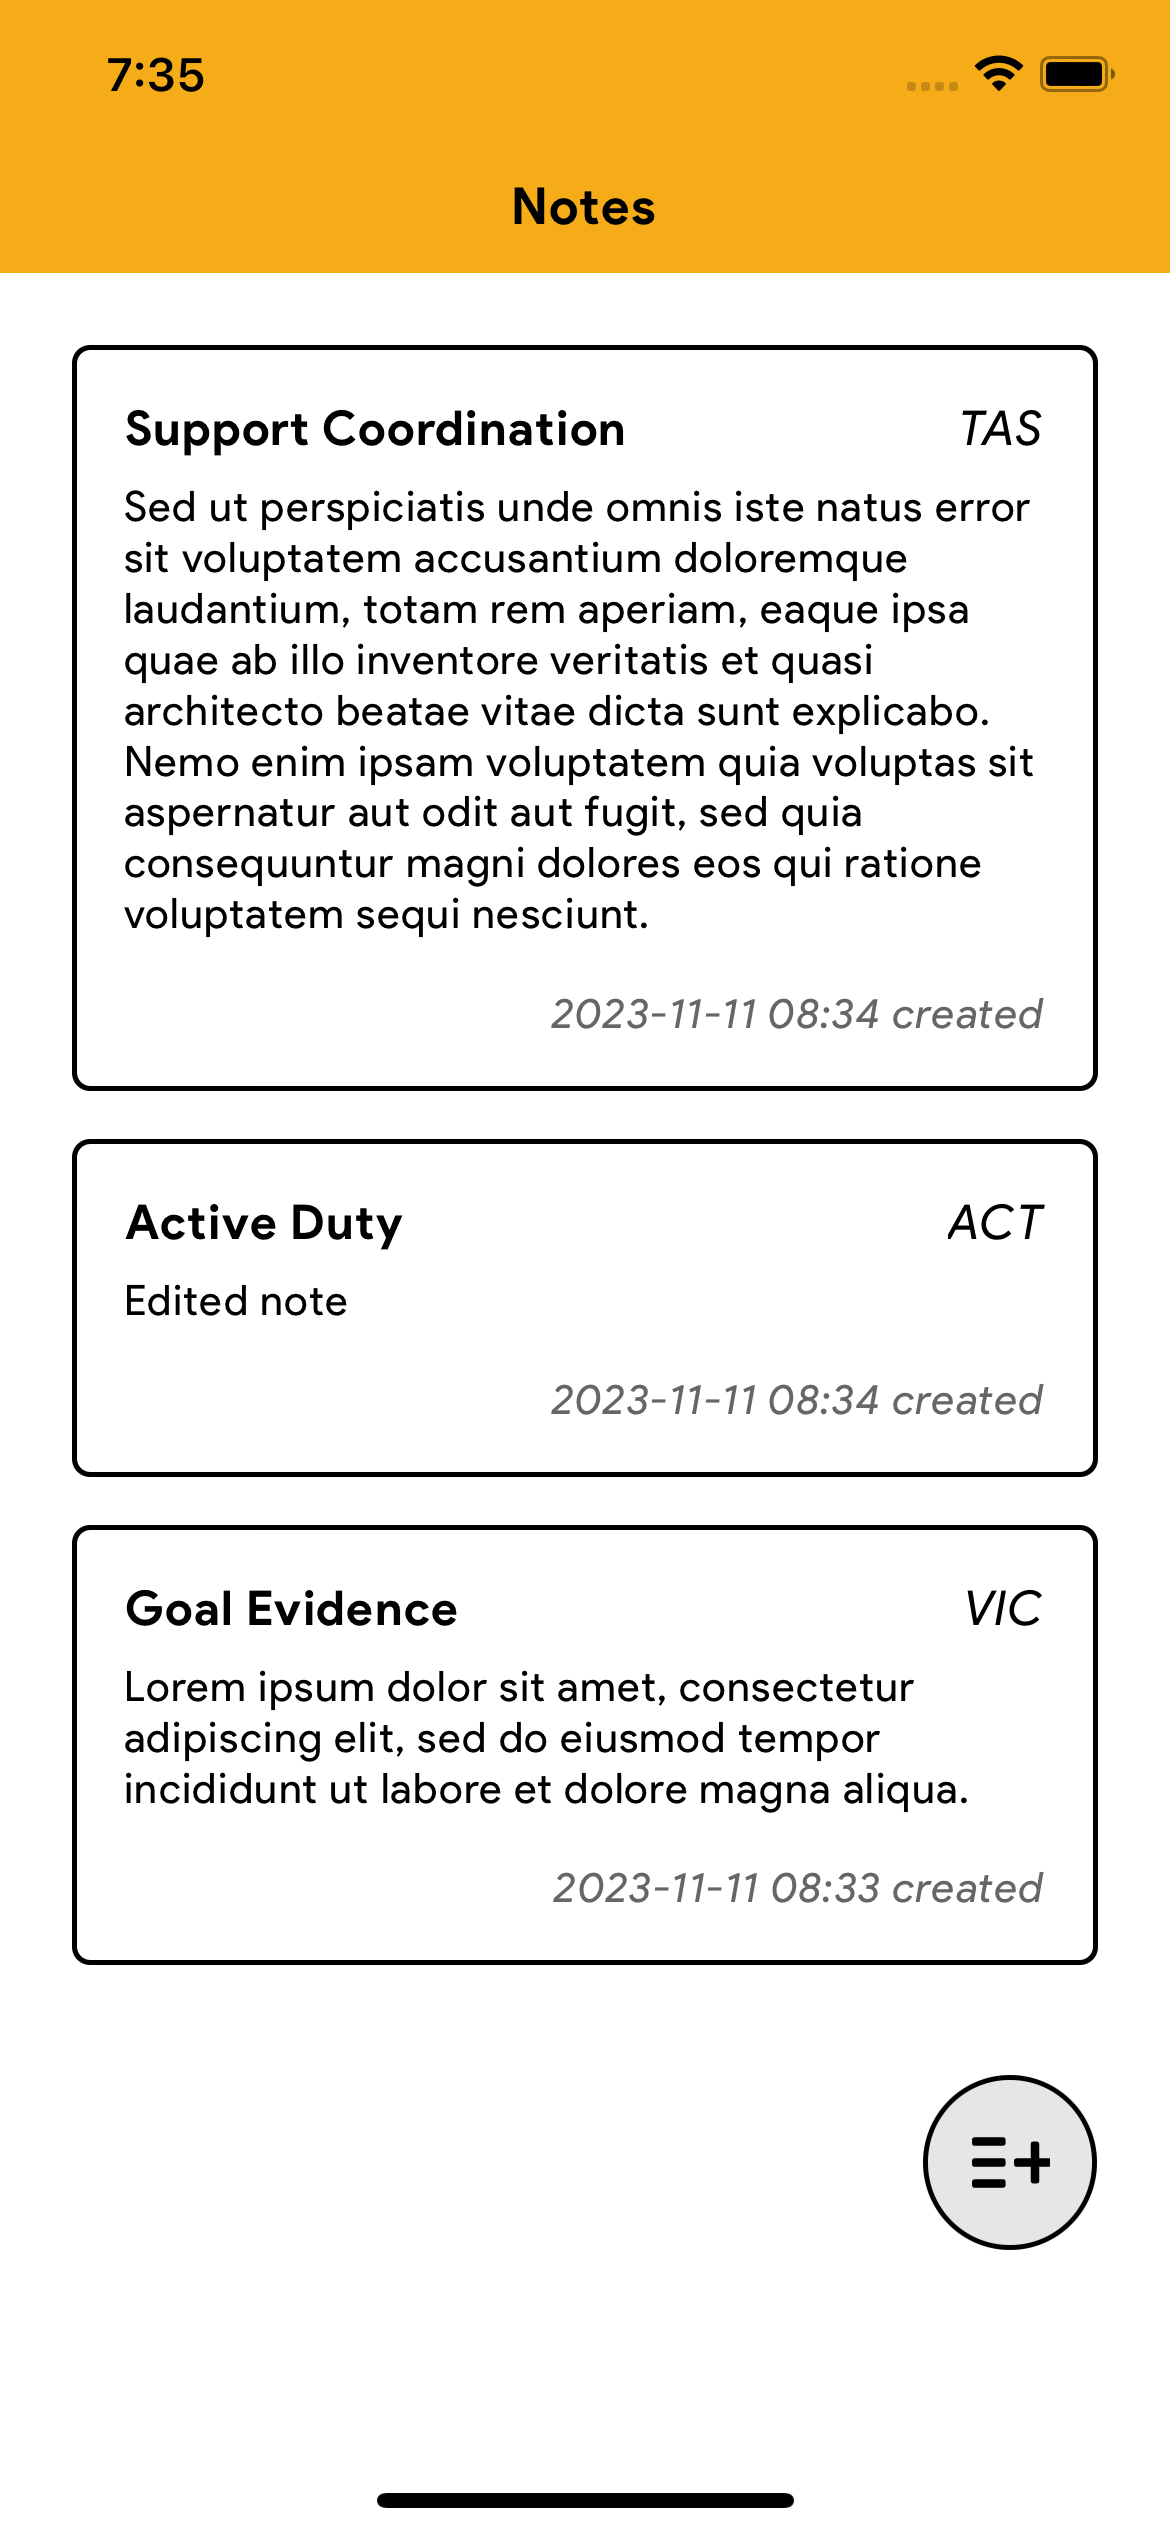 7:35
Notes
Support Coordination TAS
Sed ut perspiciatis unde omnis iste natus error
sit voluptatem accusantium doloremque
laudantium, totam rem aperiam, eaque ipsa
quae ab illo inventore veritatis et quasi
architecto beatae vitae dicta sunt explicabo.
Nemo enim ipsam voluptatem quia voluptas sit
aspernatur aut odit aut fugit, sed quia
consequuntur magni dolores eos qui ratione
voluptatem sequi nesciunt.
2023-11-11 08:34 created
Active Duty ACT
Edited note
2023-11-11 08:34 created
Goal Evidence VIC
Lorem ipsum dolor sit amet, consectetur
adipiscing elit, sed do eiusmod tempor
incididunt ut labore et dolore magna aliqua.
2023-11-11 08:33 created